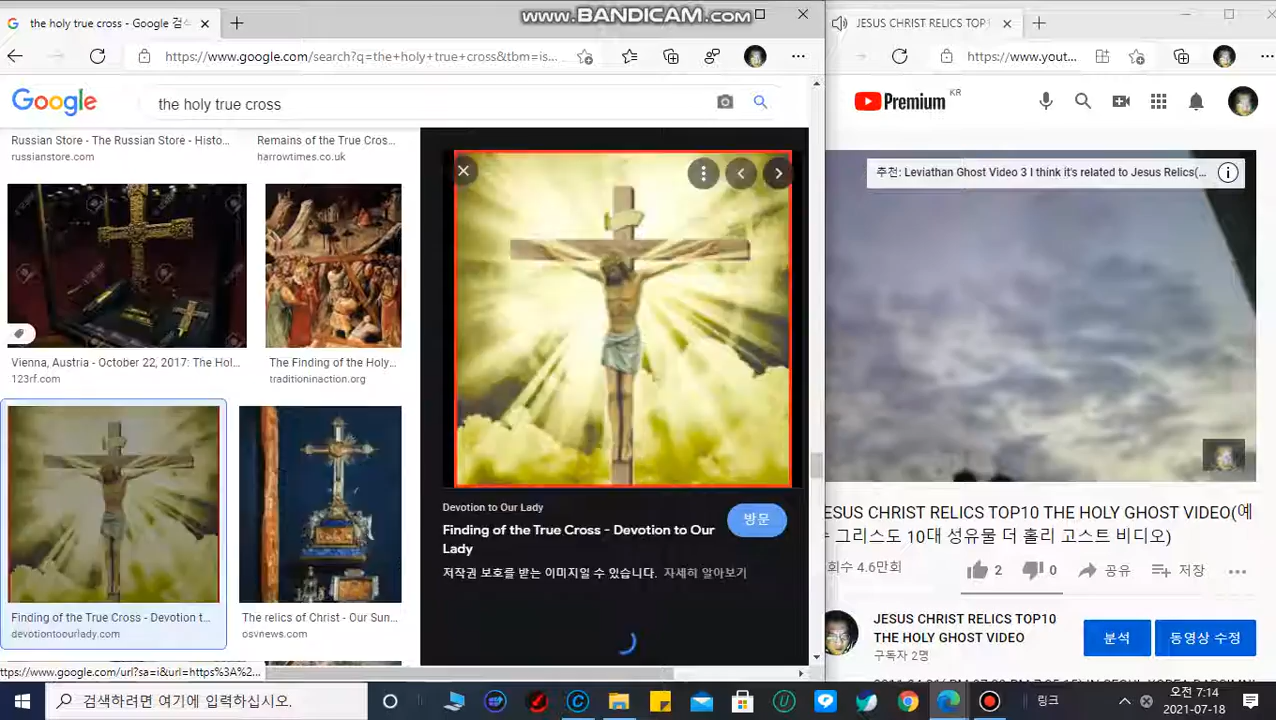 the holy true cross - Google 검색
www.BANDICAM.com
JESUS CHRIST RELICS TOP1
https://www.google.com/search?q=the+holy+true+cross&tbm=is...
https://www.yout...
Google
the holy true cross
Premium KR
Russian Store - The Russian Store - Histo...
russianstore.com
Remains of the True Cros...
harrowtimes.co.uk
추천: Leviathan Ghost Video 3 I think it's related to Jesus Relics(...
Vienna, Austria - October 22, 2017: The Hol...
123rf.com
The Finding of the Holy...
traditioninaction.org
Devotion to Our Lady
Finding of the True Cross - Devotion to Our
Lady
방문
저작권 보호를 받는 이미지일 수 있습니다. 자세히 알아보기
Finding of the True Cross - Devotion t...
devotiontoourlady.com
The relics of Christ - Our Sun...
osvnews.com
https://www.google.com/url?sa=i&url=https%3A%2...
ESUS CHRIST RELICS TOP10 THE HOLY GHOST VIDEO(예
그리스도 10대 성유물 더 홀리 고스트 비디오)
회수 4.6만회
2
0
공유
저장
JESUS CHRIST RELICS TOP10
THE HOLY GHOST VIDEO
구독자 2명
분석
동영상 수정
검색하려면 여기에 입력하십시오.
링크
오전 7:14
2021-07-18